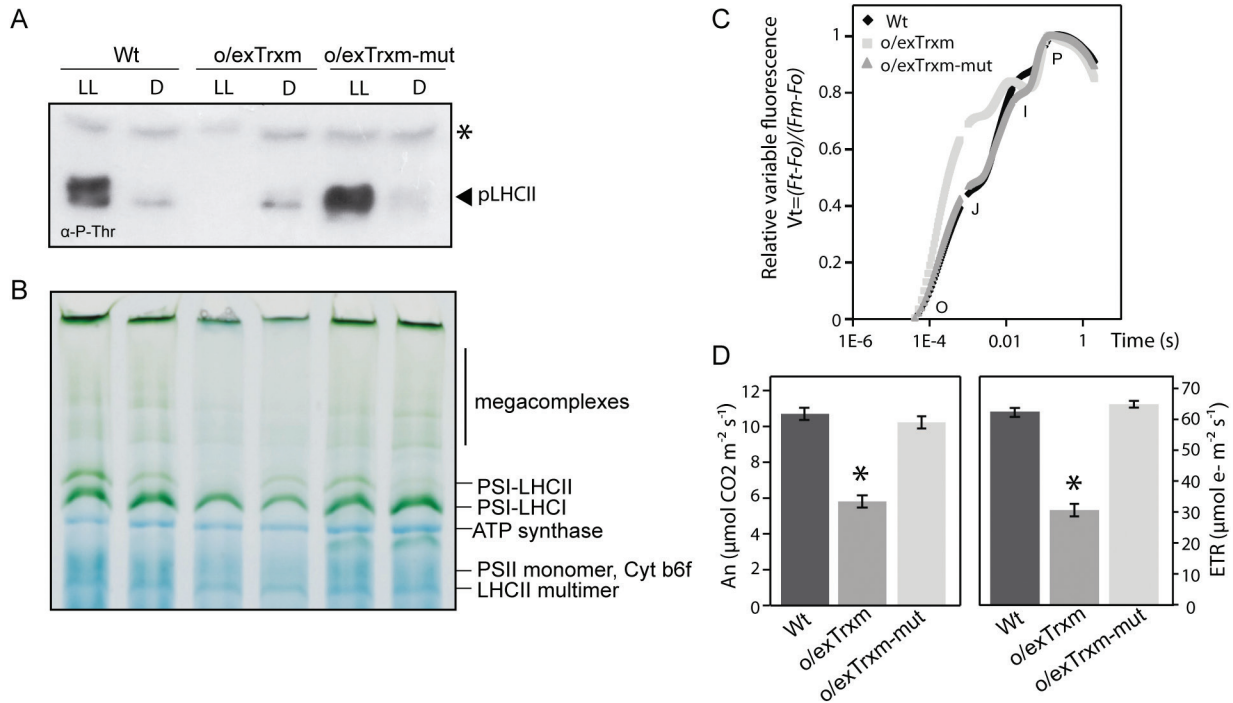 A
Wt
o/exTrxm
o/exTrxm-mut
LL
D
LL
D
LL
D
*
pLHCII
α-P-Thr
B
megacomplexes
PSI-LHCII
PSI-LHCI
ATP synthase
PSII monomer, Cyt b6f
LHCII multimer
C
Relative variable fluorescence
Vt=(Ft-Fo)/(Fm-Fo)
1
0.8
0.6
0.4
0.2
0
Wt
o/exTrxm
o/exTrxm-mut
P
I
J
O
1E-6
1E-4
0.01
1
Time (s)
D
An (µmol CO2 m⁻² s⁻¹)
12
10
8
6
4
2
0
*
Wt
o/exTrxm
o/exTrxm-mut
*
Wt
o/exTrxm
o/exTrxm-mut
70
60
50
40
30
20
10
0
ETR (µmol e- m⁻² s⁻¹)